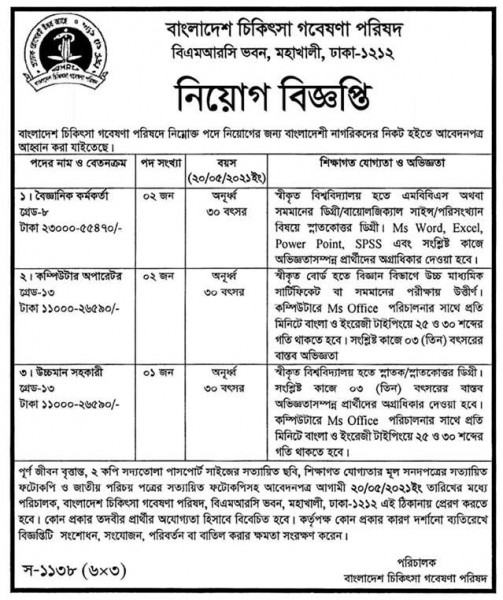 বাংলাদেশ চিকিৎসা গবেষণা পরিষদ
বিএমআরসি ভবন, মহাখালী, ঢাকা-১২১২
নিয়োগ বিজ্ঞপ্তি
বাংলাদেশ চিকিৎসা গবেষণা পরিষদে নিম্নোক্ত পদে নিয়োগের জন্য বাংলাদেশী নাগরিকদের নিকট হইতে আবেদনপত্র
আহ্বান করা যাইতেছে।
পদের নাম ও বেতনক্রম
পদ সংখ্যা
বয়স
(২০/০৫/২০২১ইং)
শিক্ষাগত যোগ্যতা ও অভিজ্ঞতা
১। বৈজ্ঞানিক কর্মকর্তা
গ্রেড-৮
টাকা ২৩০০০-৫৫৪৭০/-
০২ জন
অনূর্ধ্ব
৩০ বৎসর
স্বীকৃত বিশ্ববিদ্যালয় হতে এমবিবিএস অথবা
সমমানের ডিগ্রী/বায়োলজিক্যাল সাইন্স/পরিসংখ্যান
বিষয়ে স্নাতকোত্তর ডিগ্রী। Ms Word, Excel,
Power Point, SPSS এবং সংশ্লিষ্ট কাজে
অভিজ্ঞতাসম্পন্ন প্রার্থীদের অগ্রাধিকার দেওয়া হবে।
২। কম্পিউটার অপারেটর
গ্রেড-১৩
টাকা ১১০০০-২৬৫৯০/-
০২ জন
অনূর্ধ্ব
৩০ বৎসর
স্বীকৃত বোর্ড হতে বিজ্ঞান বিভাগে উচ্চ মাধ্যমিক
সার্টিফিকেট বা সমমানের পরীক্ষায় উত্তীর্ণ।
কম্পিউটারে Ms Office পরিচালনার সাথে প্রতি
মিনিটে বাংলা ও ইংরেজী টাইপিংয়ে ২৫ ও ৩০ শব্দের
গতি থাকতে হবে। সংশ্লিষ্ট কাজে ০৩ (তিন) বৎসরের
বাস্তব অভিজ্ঞতা
৩। উচ্চমান সহকারী
গ্রেড-১৩
টাকা ১১০০০-২৬৫৯০/-
০১ জন
অনূর্ধ্ব
৩০ বৎসর
স্বীকৃত বিশ্ববিদ্যালয় হতে স্নাতক/স্নাতকোত্তর ডিগ্রী।
সংশ্লিষ্ট কাজে ০৩ (তিন) বৎসরের বাস্তব
অভিজ্ঞতাসম্পন্ন প্রার্থীদের অগ্রাধিকার দেওয়া হবে।
কম্পিউটারে Ms Office পরিচালনার সাথে প্রতি
মিনিটে বাংলা ও ইংরেজী টাইপিংয়ে ২৫ ও ৩০ শব্দের
গতি থাকতে হবে।
পূর্ণ জীবন বৃত্তান্ত, ২ কপি সদ্যতোলা পাসপোর্ট সাইজের সত্যায়িত ছবি, শিক্ষাগত যোগ্যতার মূল সনদপত্রের সত্যায়িত
ফটোকপি ও জাতীয় পরিচয় পত্রের সত্যায়িত ফটোকপিসহ আবেদনপত্র আগামী ২০/০৫/২০২১ইং তারিখের মধ্যে
পরিচালক, বাংলাদেশ চিকিৎসা গবেষণা পরিষদ, বিএমআরসি ভবন, মহাখালী, ঢাকা-১২১২ এই ঠিকানায় প্রেরণ করতে
হবে। কোন প্রকার তদবীর প্রার্থীর অযোগ্যতা হিসাবে বিবেচিত হবে। কর্তৃপক্ষ কোন প্রকার কারণ দর্শানো ব্যতিরেখে
বিজ্ঞপ্তিটি সংশোধন, সংযোজন, পরিবর্তন বা বাতিল করার ক্ষমতা সংরক্ষণ করেন।
স-১১৩৮ (৬×৩)
পরিচালক
বাংলাদেশ চিকিৎসা গবেষণা পরিষদ